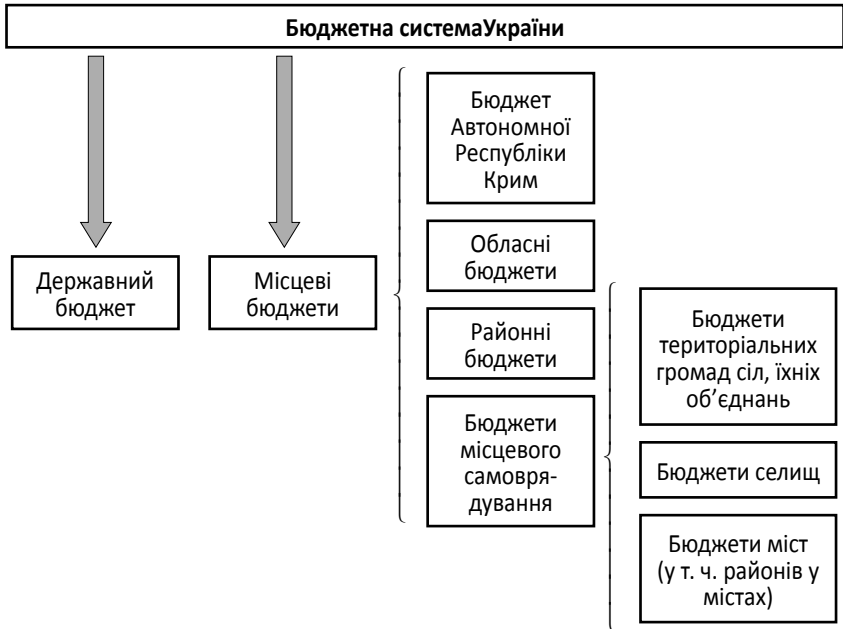 Бюджетна системаУкраїни
Державний
бюджет
Місцеві
бюджети
Бюджет
Автономної
Республіки
Крим
Обласні
бюджети
Районні
бюджети
Бюджети
місцевого
самовря-
дування
Бюджети
територіальних
громад сіл, їхніх
об’єднань
Бюджети селищ
Бюджети міст
(у т. ч. районів у
містах)